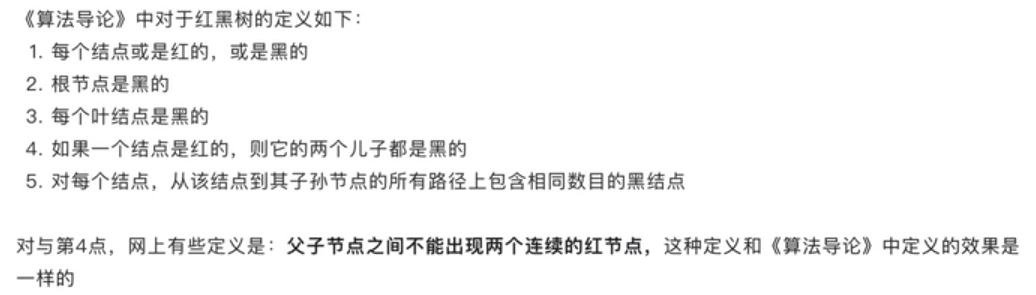 《算法导论》中对于红黑树的定义如下：
1. 每个结点或是红的，或是黑的
2. 根节点是黑的
3. 每个叶结点是黑的
4. 如果一个结点是红的，则它的两个儿子都是黑的
5. 对每个结点，从该结点到其子孙节点的所有路径上包含相同数目的黑结点
对与第4点，网上有些定义是：父子节点之间不能出现两个连续的红节点，这种定义和《算法导论》中定义的效果是
一样的